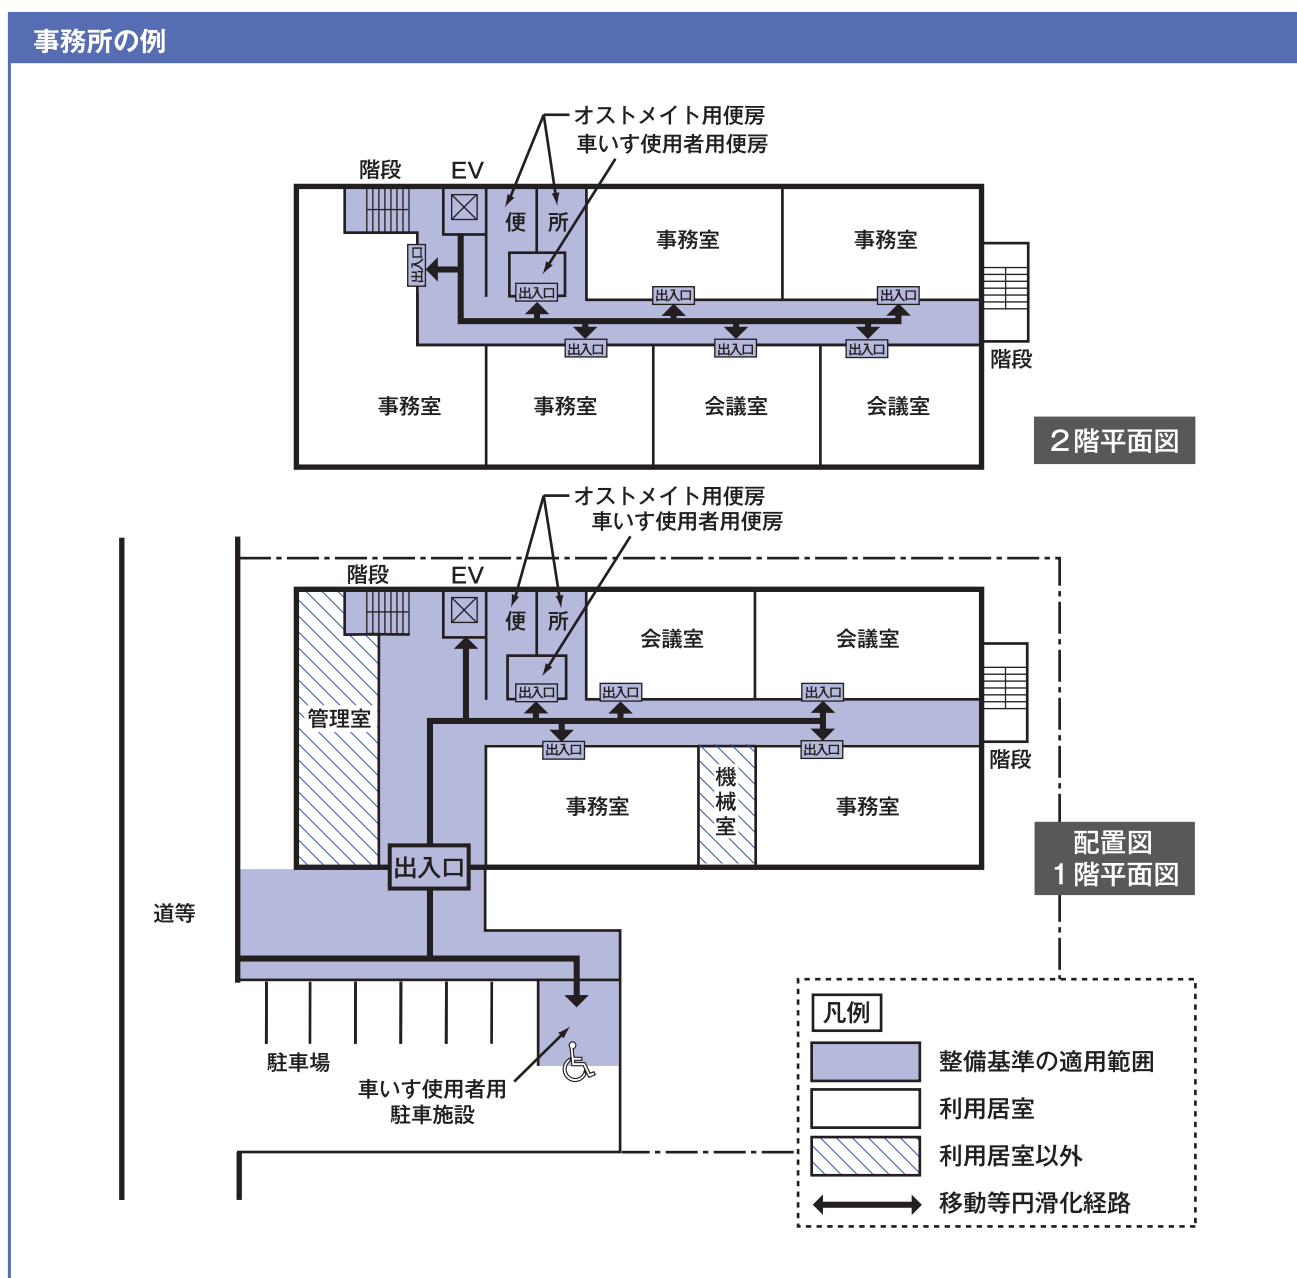 事務所の例
オストメイト用便房
車いす使用者用便房
階段
EV
便
所
事務室
事務室
出入口
出入口
出入口
出入口
出入口
出入口
出入口
階段
事務室
事務室
会議室
会議室
2階平面図
オストメイト用便房
車いす使用者用便房
階段
EV
便
所
会議室
会議室
管理室
出入口
出入口
出入口
出入口
出入口
階段
事務室
機械室
事務室
出入口
配置図
1階平面図
道等
駐車場
車いす使用者用
駐車施設
凡例
整備基準の適用範囲
利用居室
利用居室以外
移動等円滑化経路